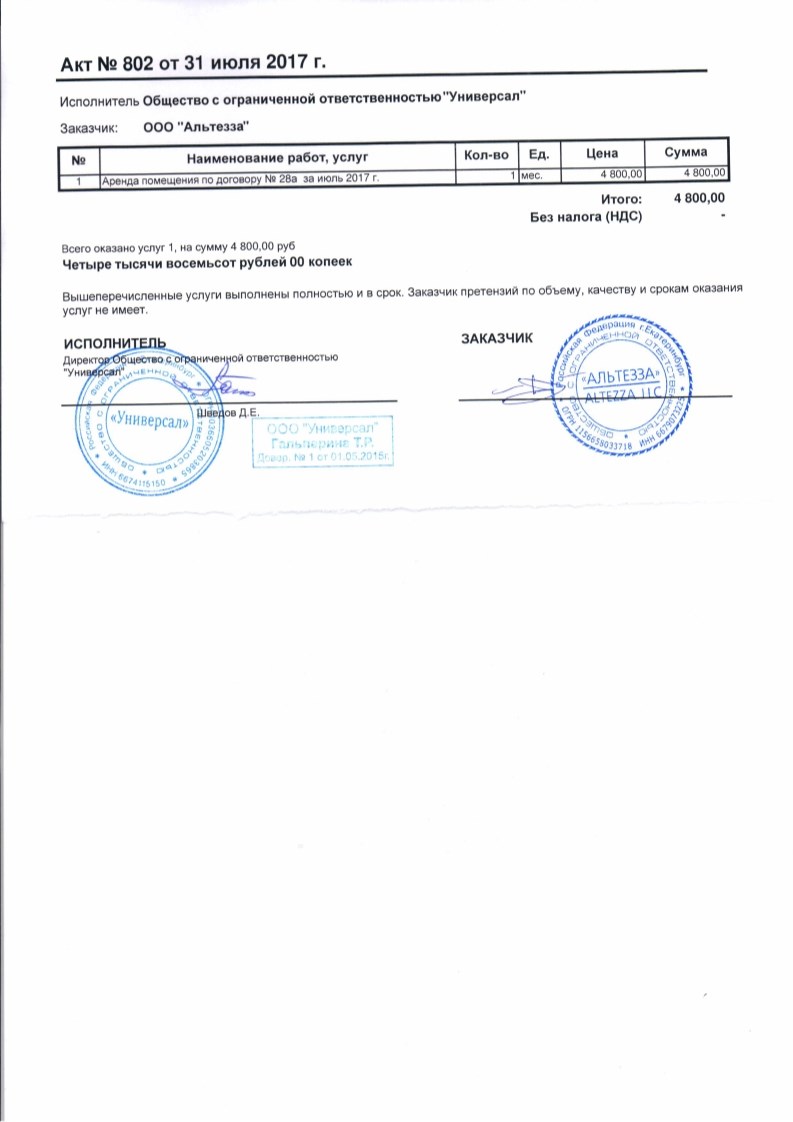 Акт № 802 от 31 июля 2017 г.
Исполнитель Общество с ограниченной ответственностью"Универсал"
Заказчик: ООО "Альтезза"
№ Наименование работ, услуг Кол-во Ед. Цена Сумма
1 Аренда помещения по договору № 28а за июль 2017 г. 1 мес. 4 800,00 4 800,00
Итого: 4 800,00
Без налога (НДС) -
Всего оказано услуг 1, на сумму 4 800,00 руб
Четыре тысячи восемьсот рублей 00 копеек
Вышеперечисленные услуги выполнены полностью и в срок. Заказчик претензий по объему, качеству и срокам оказания
услуг не имеет.
ИСПОЛНИТЕЛЬ
Директор Общество с ограниченной ответственностью
"Универсал"
Шведов Д.Е.
«Универсал»
ОБЩЕСТВО С ОГРАНИЧЕННОЙ ОТВЕТСТВЕННОСТЬЮ
ИНН 6674115150
ООО "Универсал"
Гальперина Т.Р.
Довер. № 1 от 01.05.2015г.
ЗАКАЗЧИК
Российская Федерация г.Екатеринбург
ОБЩЕСТВО С ОГРАНИЧЕННОЙ ОТВЕТСТВЕННОСТЬЮ
«АЛЬТЕЗЗА»
ALTEZZA LLC
ОГРН 1156658033718 ИНН 6679073225